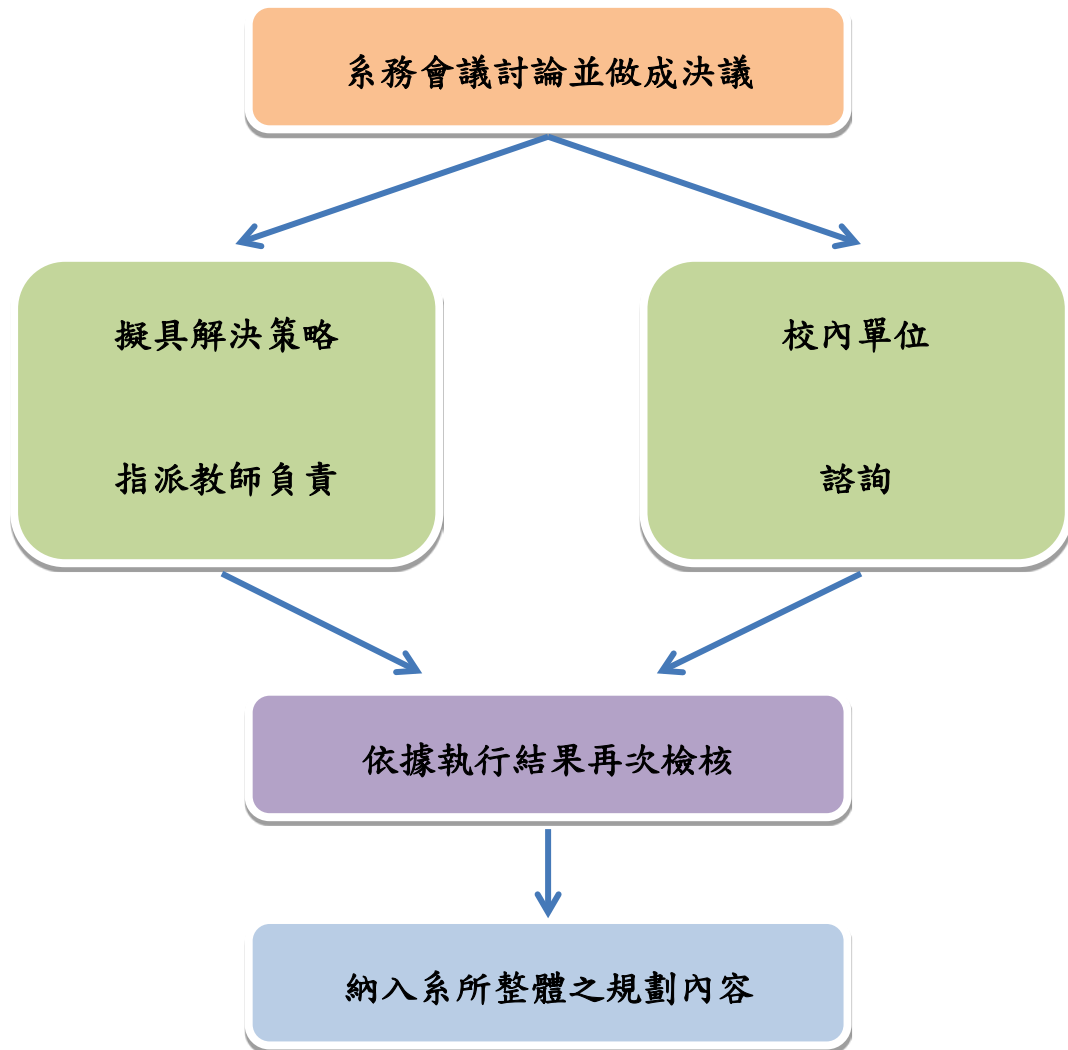 系務會議討論並做成決議
擬具解決策略
指派教師負責
校內單位
諮詢
依據執行結果再次檢核
納入系所整體之規劃內容